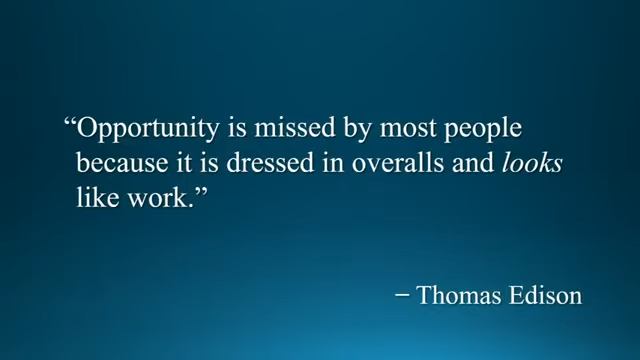 “Opportunity is missed by most people
because it is dressed in overalls and looks
like work.”
– Thomas Edison